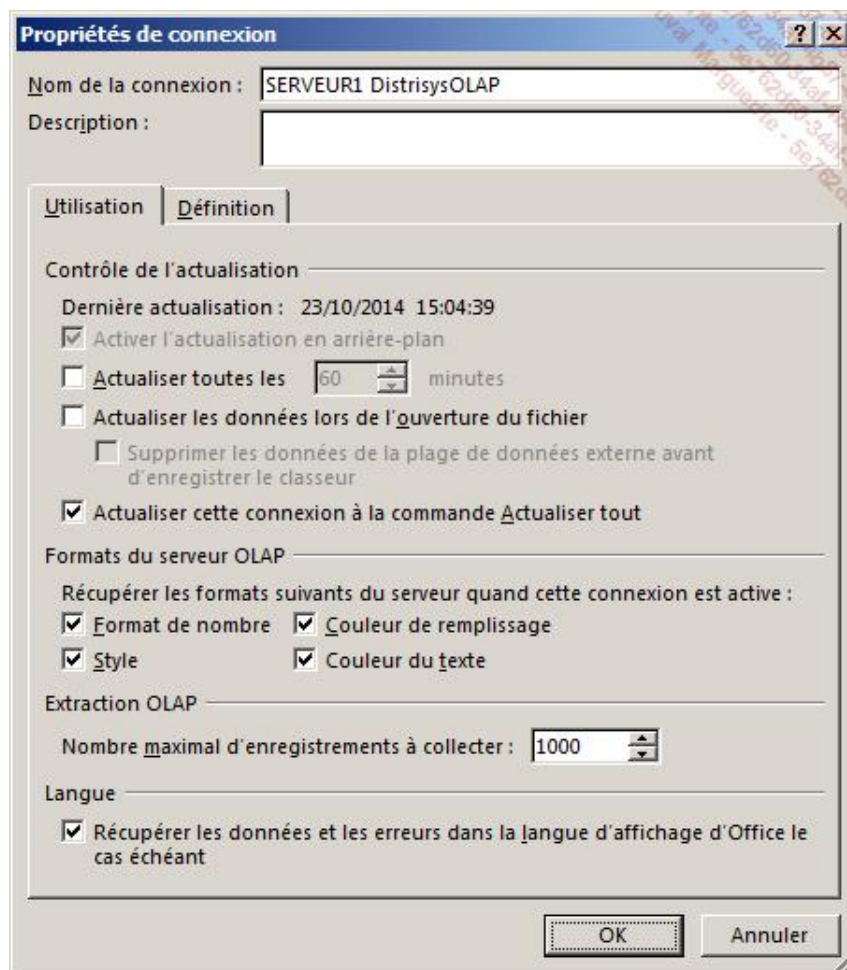 Propriétés de connexion
Nom de la connexion : SERVEUR1 DistrisysOLAP
Description :
Utilisation Définition
Contrôle de l'actualisation
Dernière actualisation : 23/10/2014 15:04:39
Activer l'actualisation en arrière-plan
Actualiser toutes les 60 minutes
Actualiser les données lors de l'ouverture du fichier
Supprimer les données de la plage de données externe avant
d'enregistrer le classeur
Actualiser cette connexion à la commande Actualiser tout
Formats du serveur OLAP
Récupérer les formats suivants du serveur quand cette connexion est active :
Format de nombre Couleur de remplissage
Style Couleur du texte
Extraction OLAP
Nombre maximal d'enregistrements à collecter : 1000
Langue
Récupérer les données et les erreurs dans la langue d'affichage d'Office le
cas échéant
OK Annuler